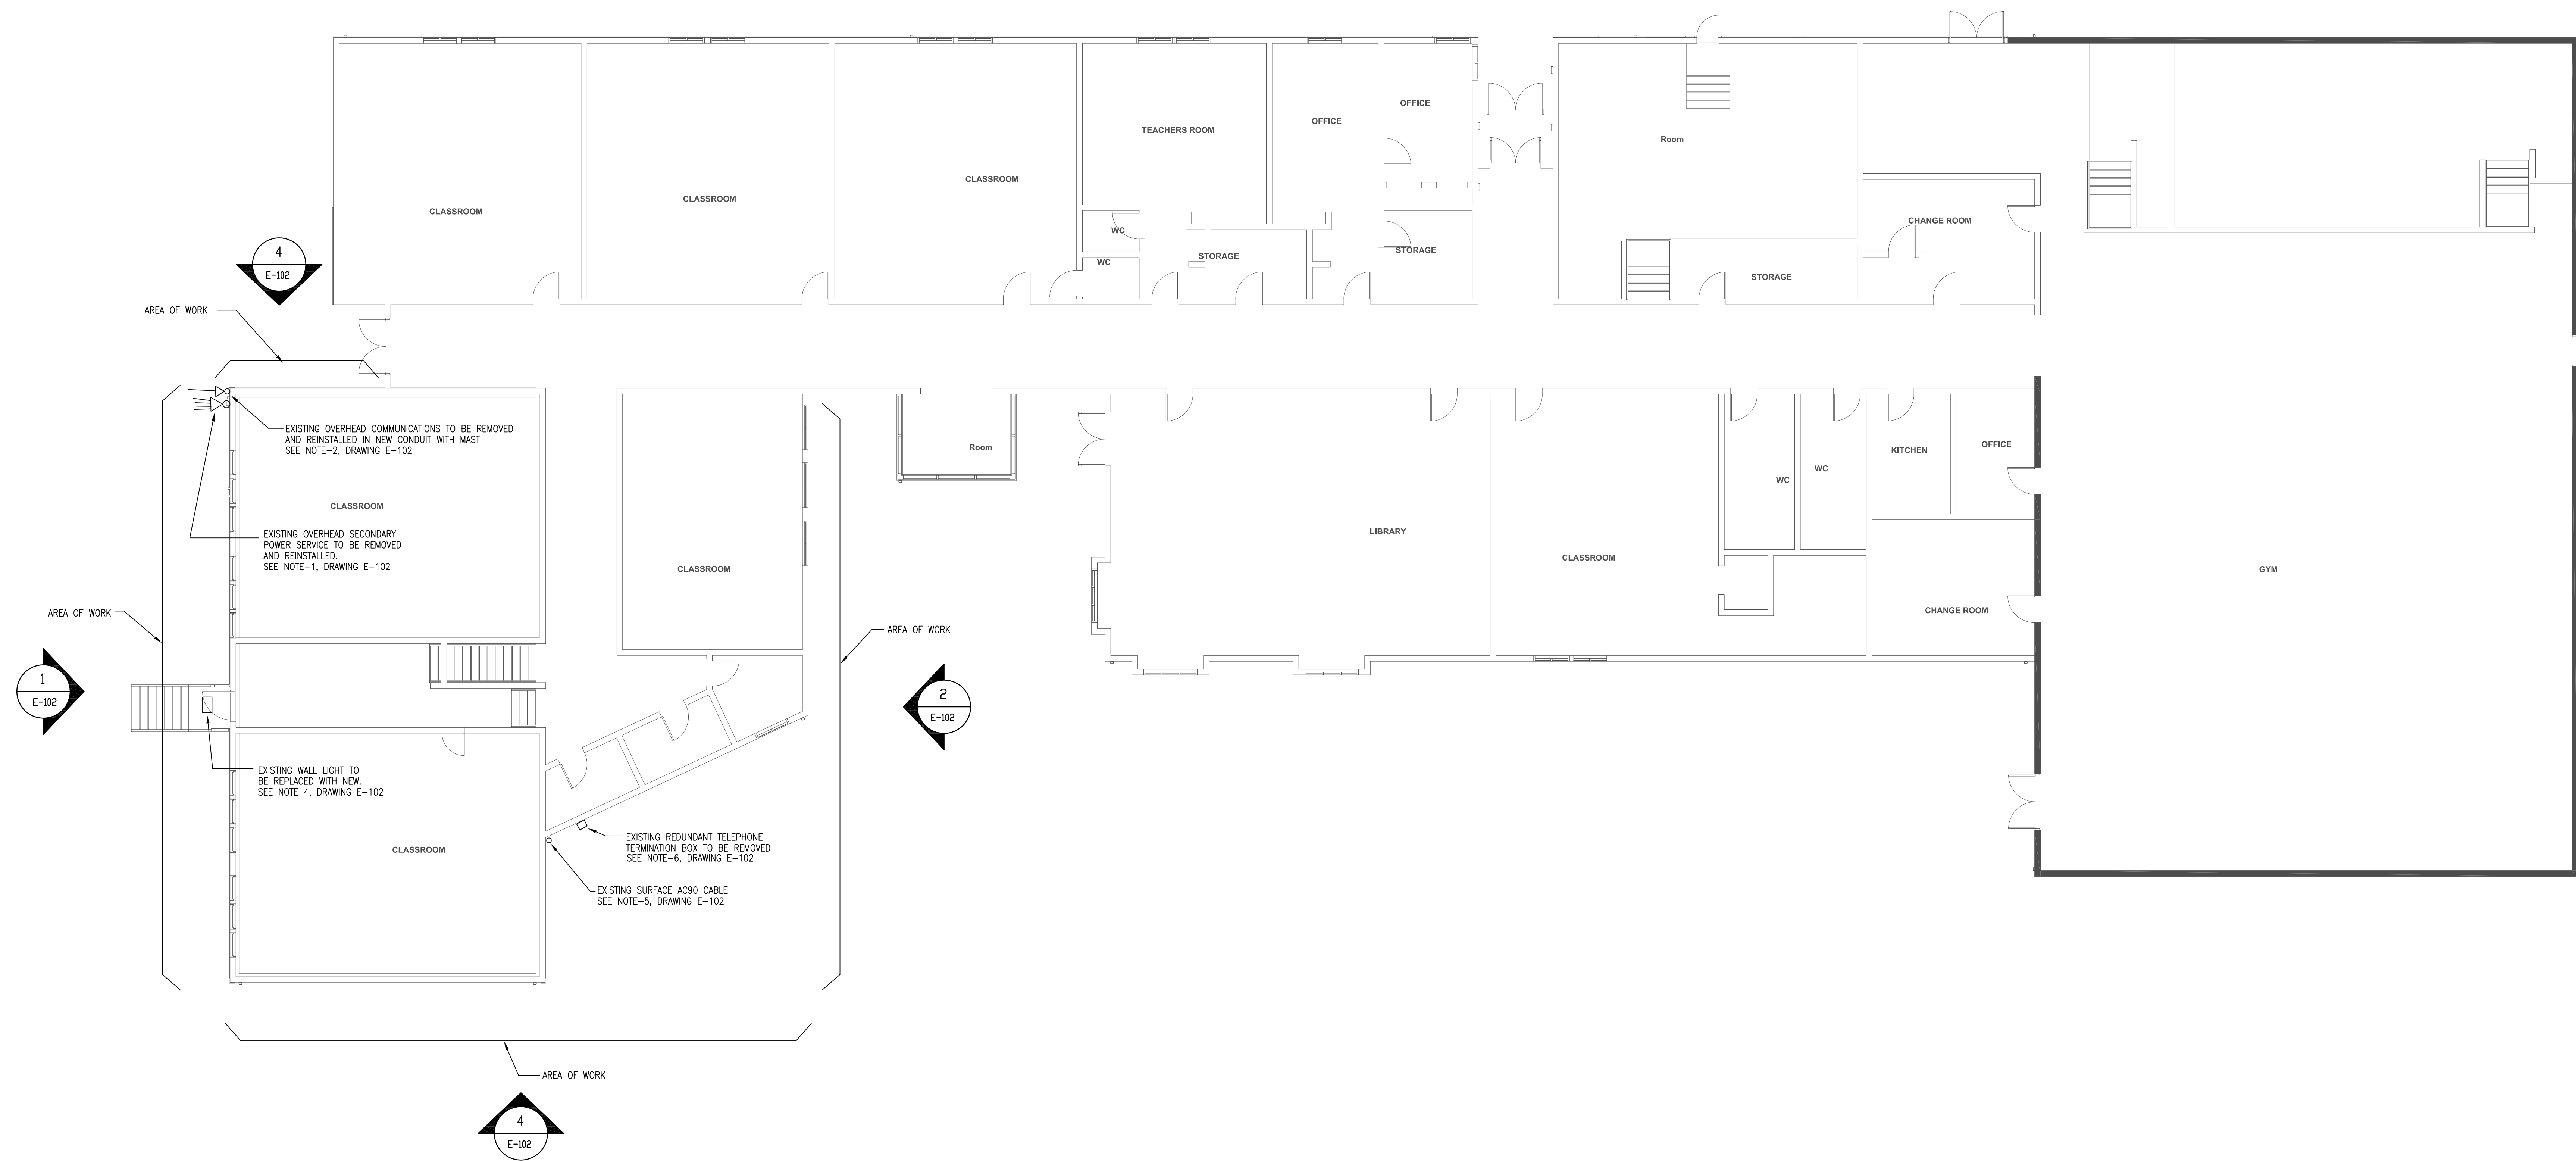 OFFICE
OFFICE
TEACHERS ROOM
Room
CLASSROOM
CLASSROOM
CLASSROOM
CHANGE ROOM
WC
STORAGE
STORAGE
WC
STORAGE
4
E-102
AREA OF WORK
EXISTING OVERHEAD COMMUNICATIONS TO BE REMOVED
AND REINSTALLED IN NEW CONDUIT WITH MAST
SEE NOTE-2, DRAWING E-102
Room
KITCHEN
OFFICE
WC
WC
CLASSROOM
EXISTING OVERHEAD SECONDARY
POWER SERVICE TO BE REMOVED
AND REINSTALLED.
SEE NOTE-1, DRAWING E-102
LIBRARY
CLASSROOM
CLASSROOM
GYM
CHANGE ROOM
AREA OF WORK
AREA OF WORK
1
E-102
2
E-102
EXISTING WALL LIGHT TO
BE REPLACED WITH NEW.
SEE NOTE 4, DRAWING E-102
CLASSROOM
EXISTING REDUNDANT TELEPHONE
TERMINATION BOX TO BE REMOVED
SEE NOTE-6, DRAWING E-102
EXISTING SURFACE AC90 CABLE
SEE NOTE-5, DRAWING E-102
AREA OF WORK
4
E-102